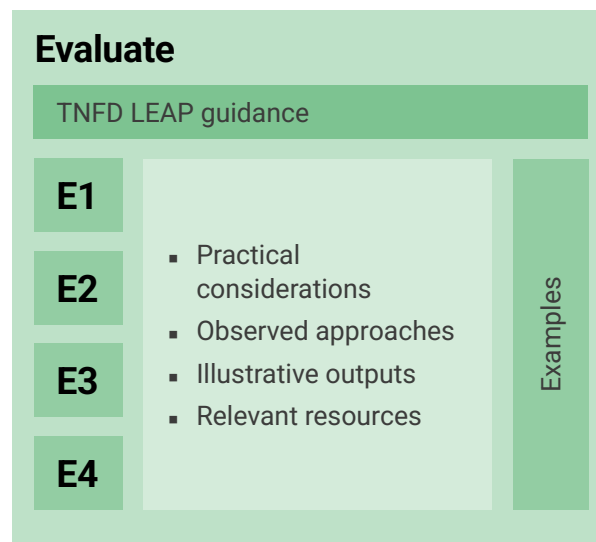 Evaluate
TNFD LEAP guidance
E1
E2
E3
E4
▪ Practical
considerations
▪ Observed approaches
▪ Illustrative outputs
▪ Relevant resources
Examples